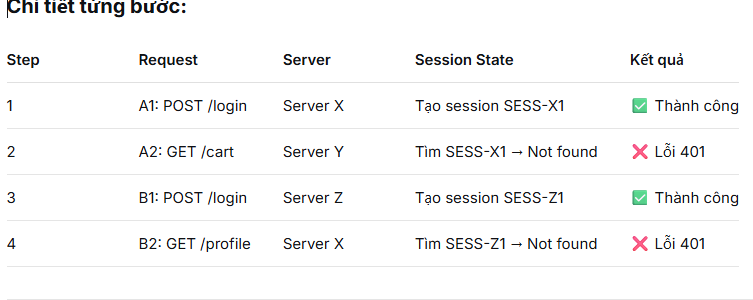 Chi tiết từng bước:
Step Request Server Session State Kết quả
1 A1: POST /login Server X Tạo session SESS-X1 ✅ Thành công
2 A2: GET /cart Server Y Tìm SESS-X1 → Not found ❌ Lỗi 401
3 B1: POST /login Server Z Tạo session SESS-Z1 ✅ Thành công
4 B2: GET /profile Server X Tìm SESS-Z1 → Not found ❌ Lỗi 401